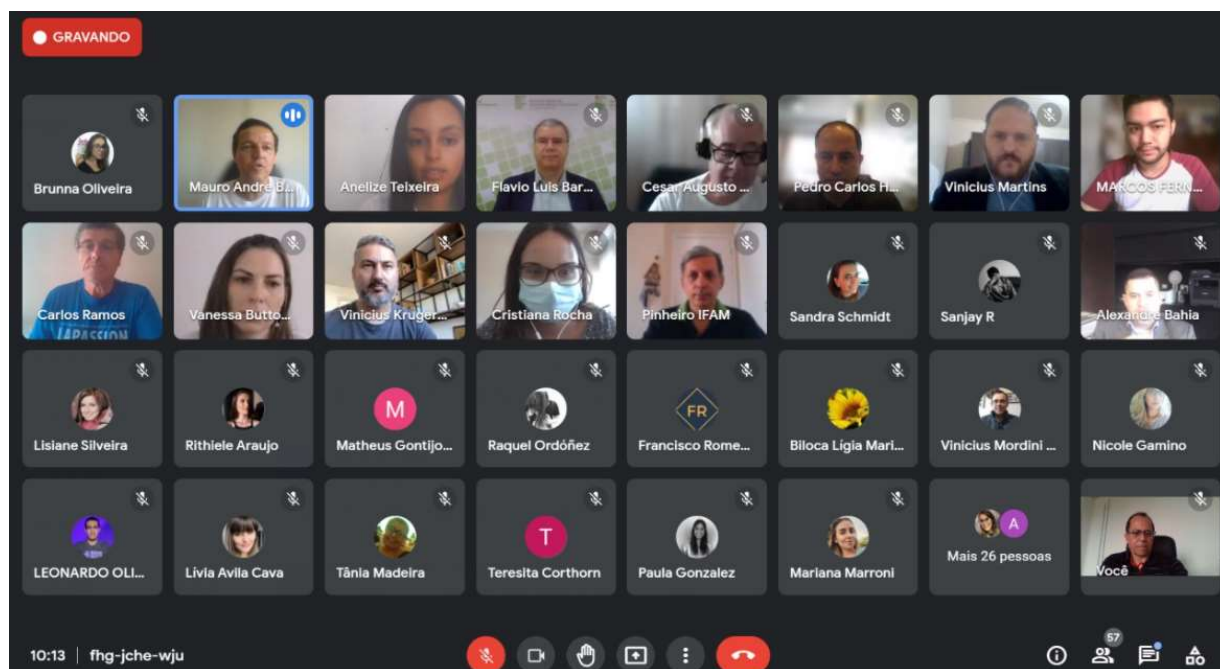 GRAVANDO
Brunna Oliveira
Mauro Andre B...
Anelize Teixeira
Flavio Luis Bar...
Cesar Augusto ...
Pedro Carlos H...
Vinicius Martins
MARCOS FERN...
Carlos Ramos
LAPASSION
Vanessa Butto...
Vinicius Kruger...
Cristiana Rocha
Pinheiro IFAM
Sandra Schmidt
Sanjay R
Alexandre Bahia
Lisiane Silveira
Rithiele Araujo
M
Matheus Gontijo...
Raquel Ordóñez
FR
Francisco Rome...
Biloca Lígia Mari...
Vinicius Mordini ...
Nicole Gamino
LEONARDO OLI...
Livia Avila Cava
Tânia Madeira
T
Teresita Corthorn
Paula Gonzalez
Mariana Marroni
A
Mais 26 pessoas
Você
10:13 | fhg-jche-wju
57